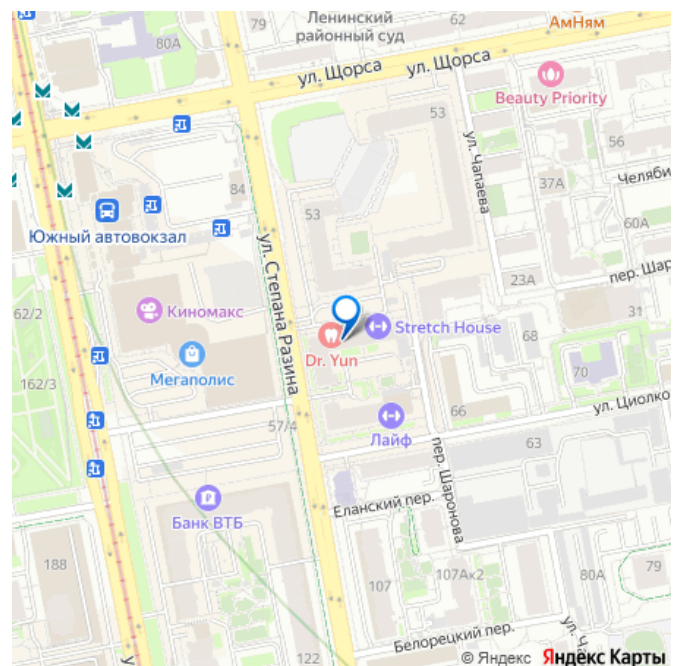 79
Ленинский
районный суд
62
АмНям
80А
ул. Щорса
ул. Щорса
Beauty Priority
53
ул. Чапаева
56
37А
Челяби
84
60А
Южный автовокзал
53
ул. Степана Разина
пер. Шар
23А
62/2
Киномакс
31
Stretch House
68
Dr. Yun
Мегаполис
162/3
70
ул. Циолко
66
57/4
Лайф
63
пер. Шаронова
Еланский пер.
Банк ВТБ
188
107
107Ак2
80А
79
ул. Ча
Белорецкий пер.
122
у
© Яндекс Яндекс Карты